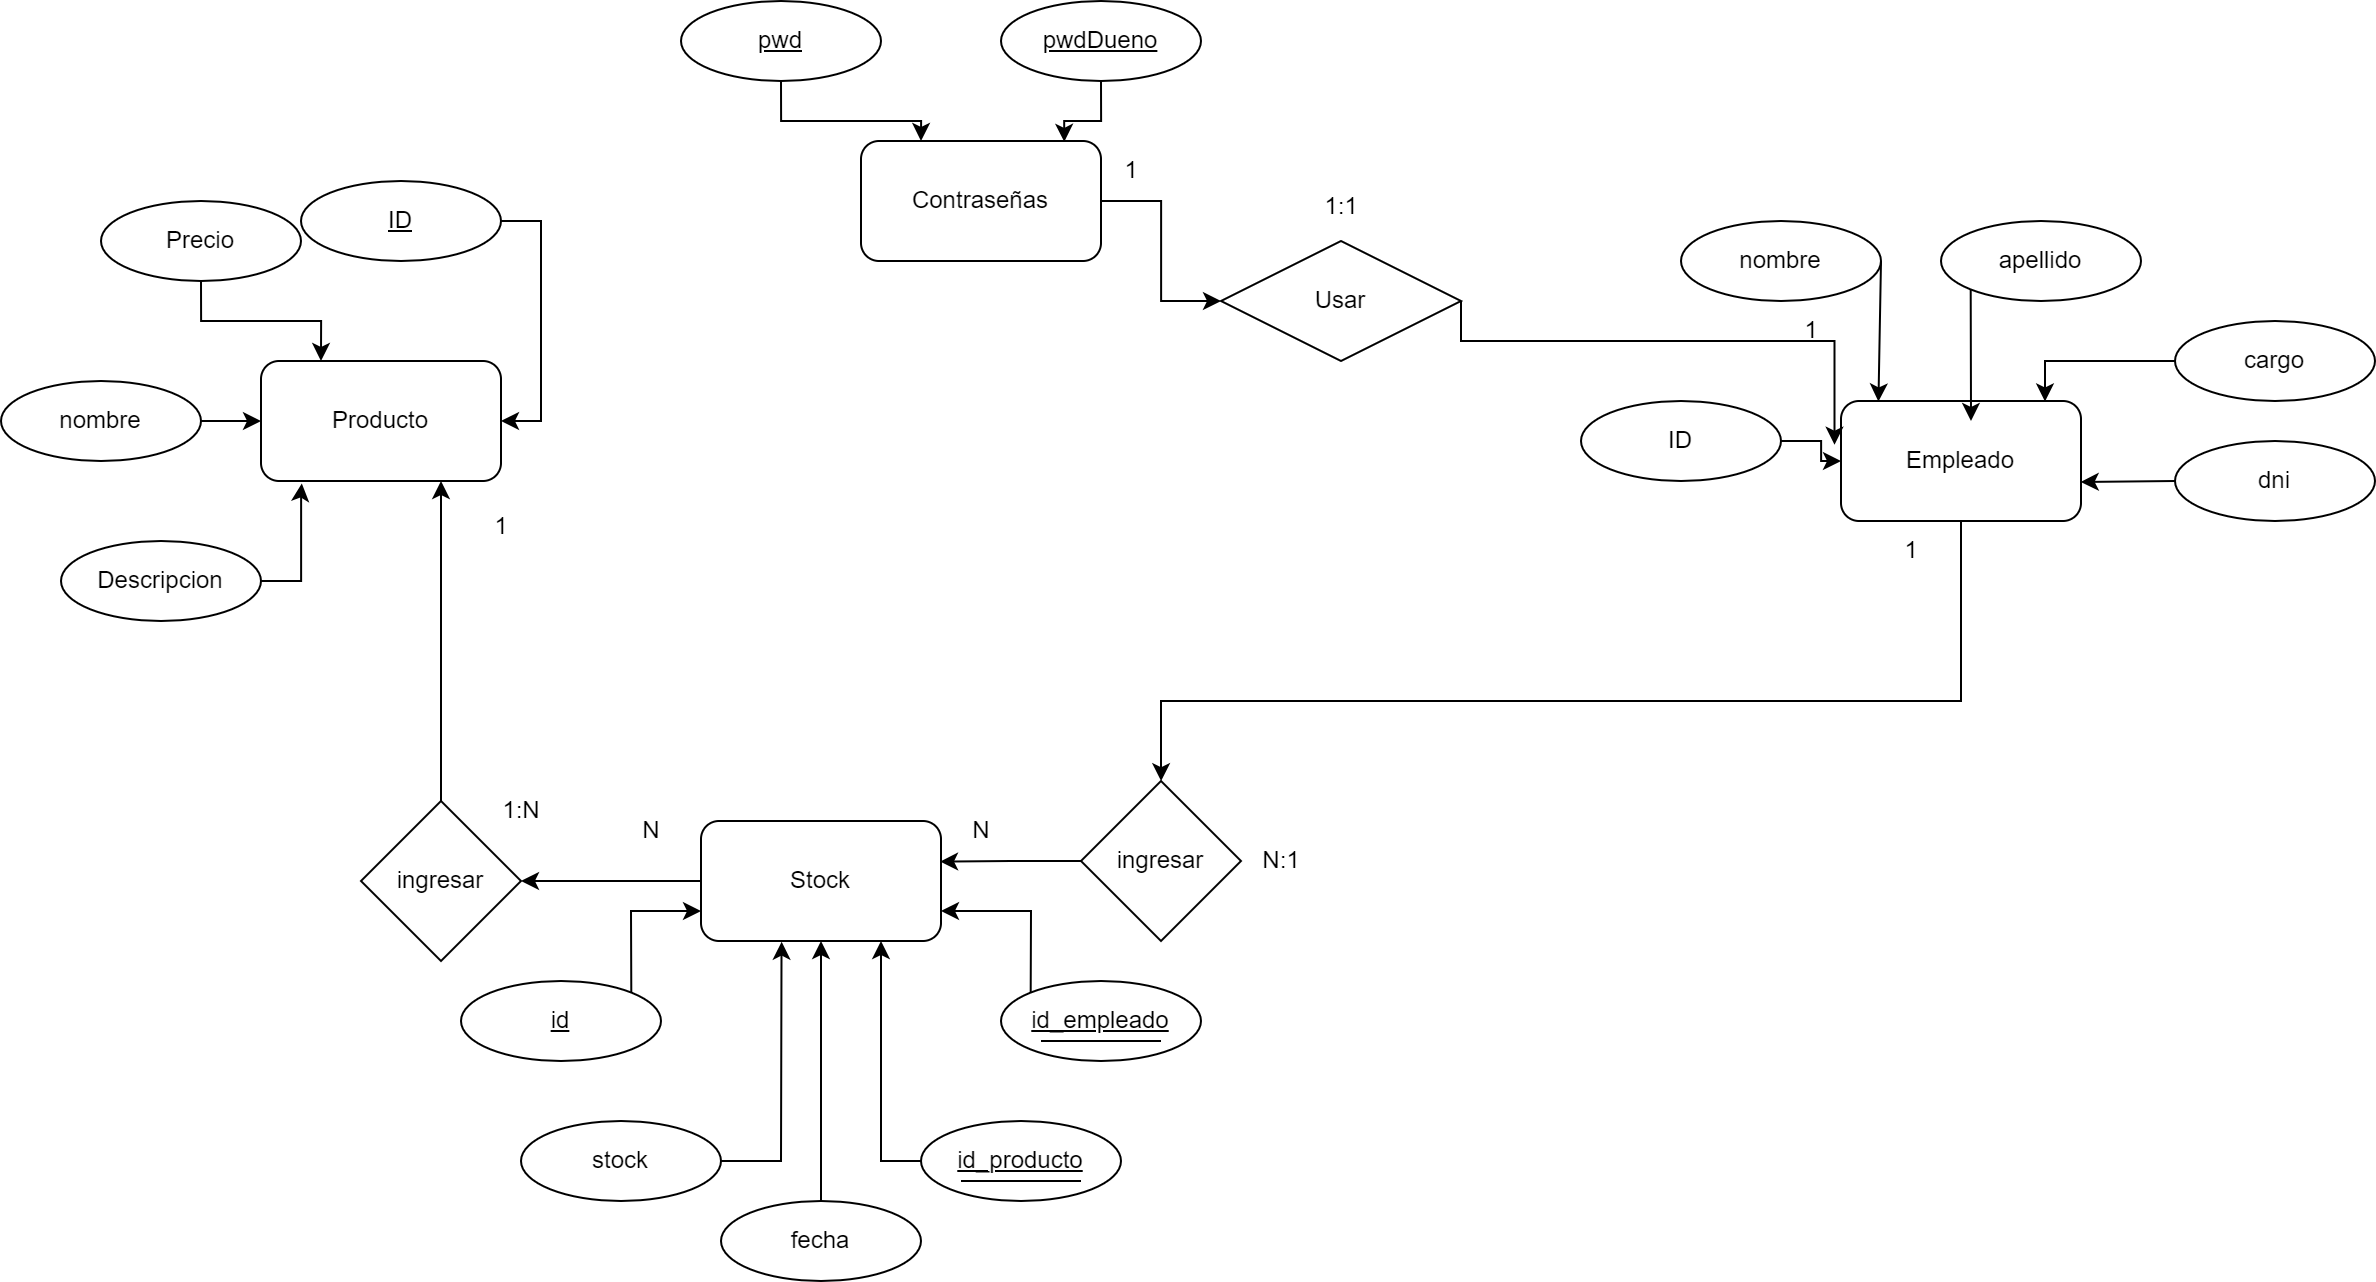 pwd
pwdDueno
Contraseñas
1
1:1
Usar
Precio
ID
nombre
Producto
Descripcion
1
nombre
apellido
1
cargo
ID
Empleado
dni
1
1:N
N
N
ingresar
Stock
ingresar
N:1
id
id_empleado
stock
id_producto
fecha